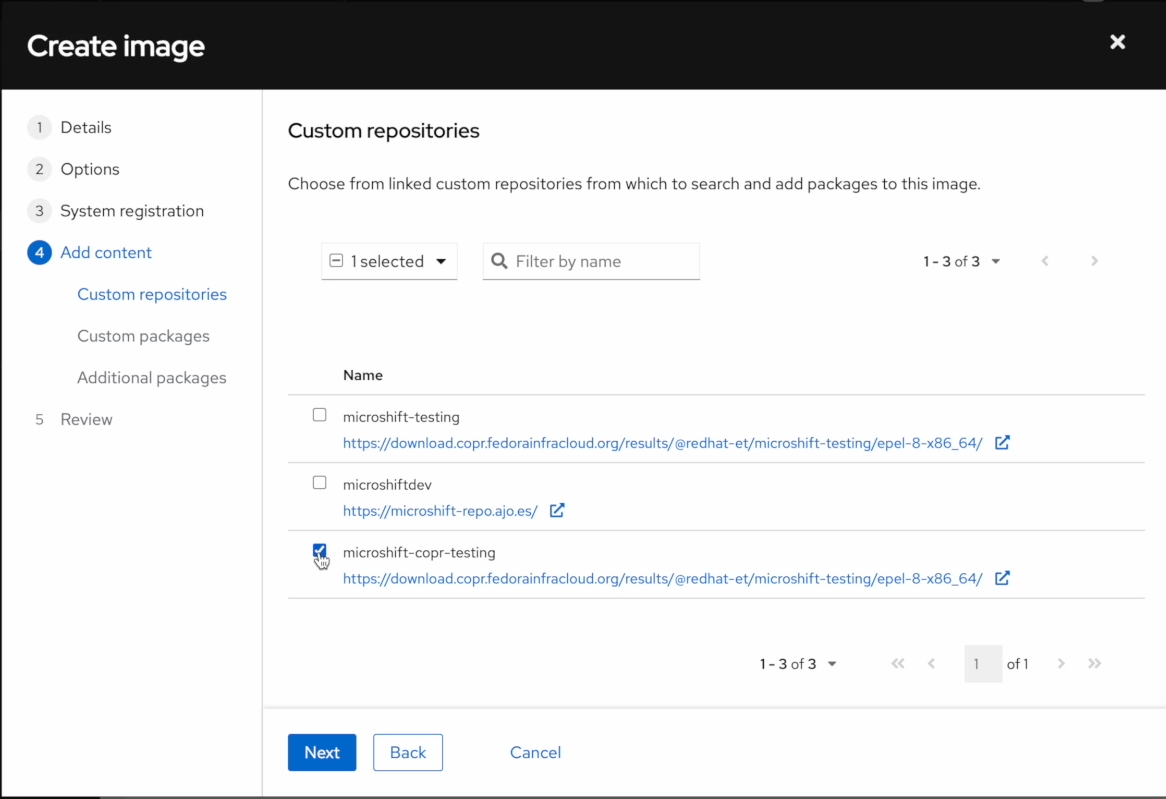 Create image
1 Details
2 Options
3 System registration
4 Add content
Custom repositories
Custom packages
Additional packages
5 Review
Custom repositories
Choose from linked custom repositories from which to search and add packages to this image.
1 selected
Filter by name
1 - 3 of 3
Name
microshift-testing
https://download.copr.fedorainfracloud.org/results/@redhat-et/microshift-testing/epel-8-x86_64/
microshiftdev
https://microshift-repo.ajo.es/
microshift-copr-testing
https://download.copr.fedorainfracloud.org/results/@redhat-et/microshift-testing/epel-8-x86_64/
1 - 3 of 3
1 of 1
Next
Back
Cancel